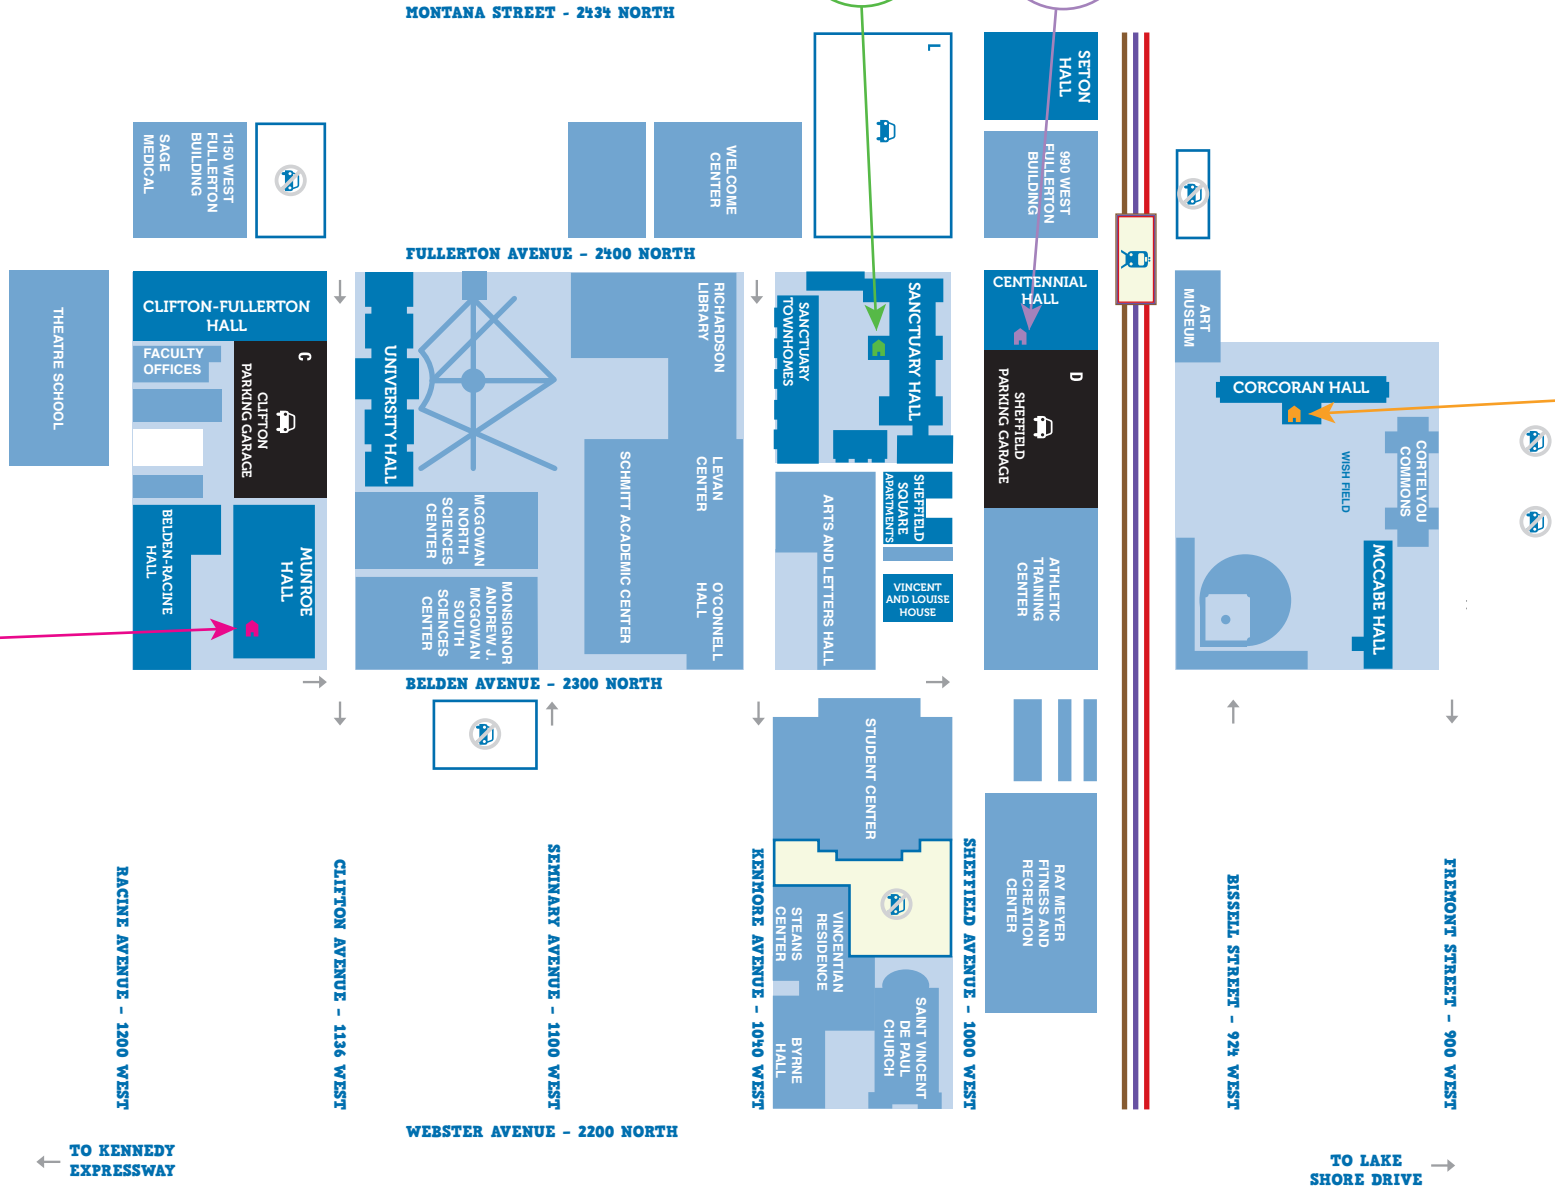 MONTANA STREET - 2434 NORTH
L
SETON
HALL
1150 WEST
FULLERTON
BUILDING
SAGE
MEDICAL
WELCOME
CENTER
990 WEST
FULLERTON
BUILDING
FULLERTON AVENUE - 2400 NORTH
THEATRE SCHOOL
CLIFTON-FULLERTON
HALL
FACULTY
OFFICES
C
CLIFTON
PARKING GARAGE
UNIVERSITY HALL
RICHARDSON
LIBRARY
SANCTUARY
TOWNHOMES
SANCTUARY HALL
CENTENNIAL
HALL
D
SHEFFIELD
PARKING GARAGE
ART
MUSEUM
CORCORAN HALL
WISH FIELD
CORTELYOU
COMMONS
MCCABE HALL
BELDEN-RACINE
HALL
MUNROE
HALL
MCGOWAN
NORTH
SCIENCES
CENTER
MONSIGNOR
ANDREW J.
MCGOWAN
SOUTH
SCIENCES
CENTER
SCHMITT ACADEMIC CENTER
LEVAN
CENTER
O'CONNELL
HALL
ARTS AND LETTERS HALL
SHEFFIELD
SQUARE
APARTMENTS
VINCENT
AND LOUISE
HOUSE
ATHLETIC
TRAINING
CENTER
BELDEN AVENUE - 2300 NORTH
STUDENT CENTER
VINCENTIAN
RESIDENCE
STEANS
CENTER
BYRNE
HALL
SAINT VINCENT
DE PAUL
CHURCH
RAY MEYER
FITNESS AND
RECREATION
CENTER
RACINE AVENUE - 1200 WEST
CLIFTON AVENUE - 1136 WEST
SEMINARY AVENUE - 1100 WEST
KENMORE AVENUE - 1040 WEST
SHEFFIELD AVENUE - 1000 WEST
BISSELL STREET - 924 WEST
FREMONT STREET - 900 WEST
WEBSTER AVENUE - 2200 NORTH
TO KENNEDY
EXPRESSWAY
TO LAKE
SHORE DRIVE